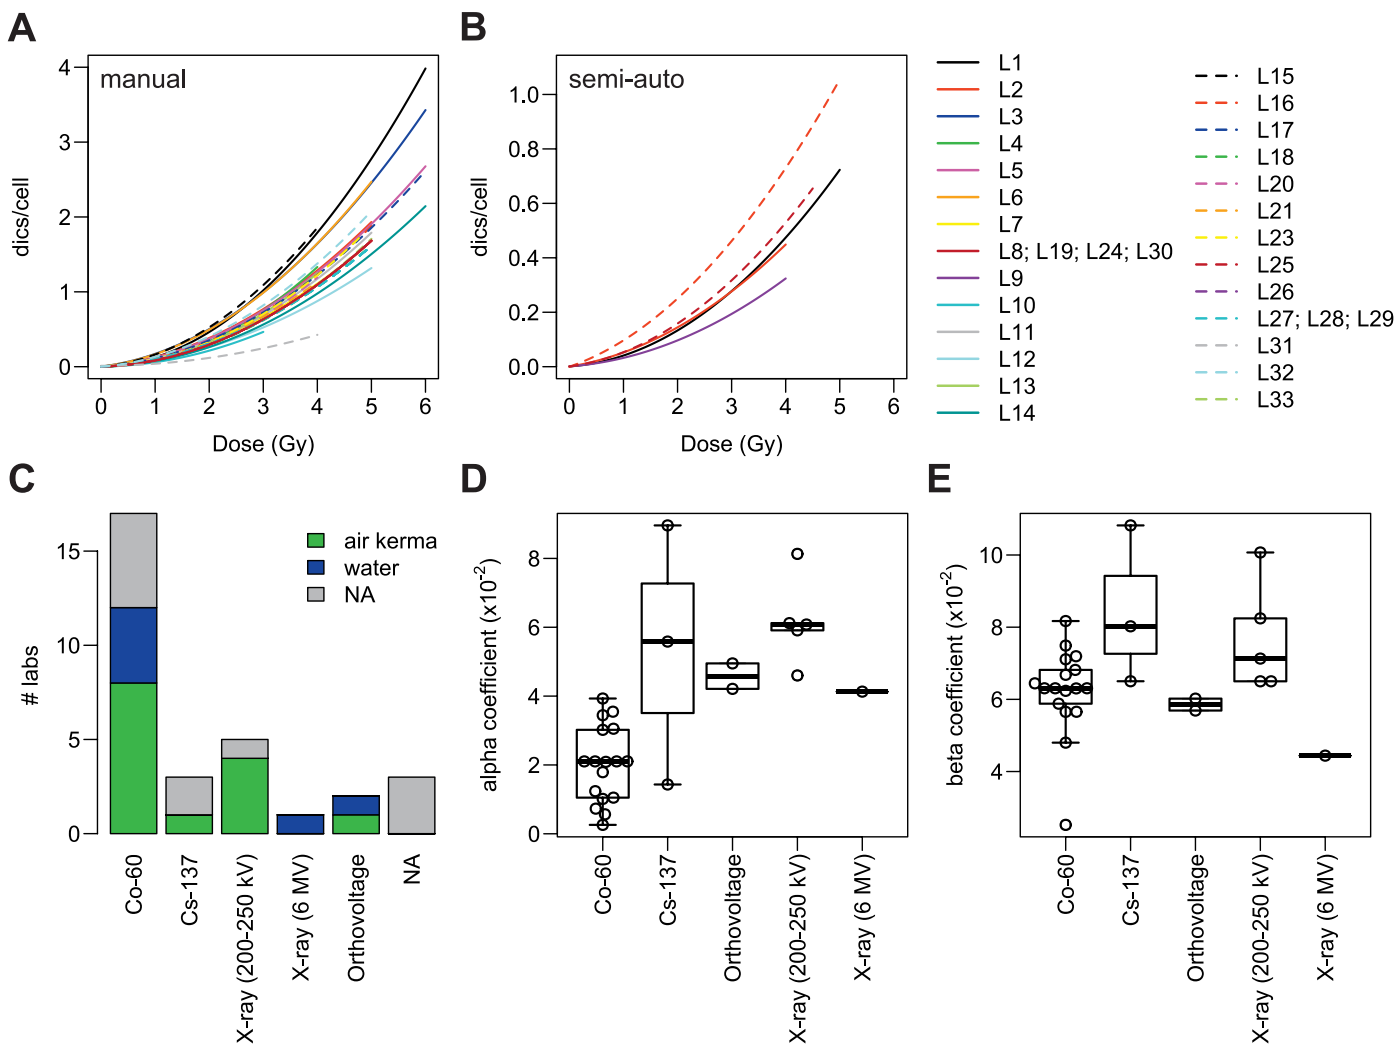 A
manual
dics/cell
4
3
2
1
0
0 1 2 3 4 5 6
Dose (Gy)
B
semi-auto
dics/cell
1.0
0.8
0.6
0.4
0.2
0.0
0 1 2 3 4 5 6
Dose (Gy)
L1
L2
L3
L4
L5
L6
L7
L8; L19; L24; L30
L9
L10
L11
L12
L13
L14
L15
L16
L17
L18
L20
L21
L23
L25
L26
L27; L28; L29
L31
L32
L33
C
# labs
15
10
5
0
air kerma
water
NA
Co-60
Cs-137
X-ray (200-250 kV)
X-ray (6 MV)
Orthovoltage
NA
D
alpha coefficient (x10⁻²)
8
6
4
2
0
Co-60
Cs-137
Orthovoltage
X-ray (200-250 kV)
X-ray (6 MV)
E
beta coefficient (x10⁻²)
10
8
6
4
Co-60
Cs-137
Orthovoltage
X-ray (200-250 kV)
X-ray (6 MV)